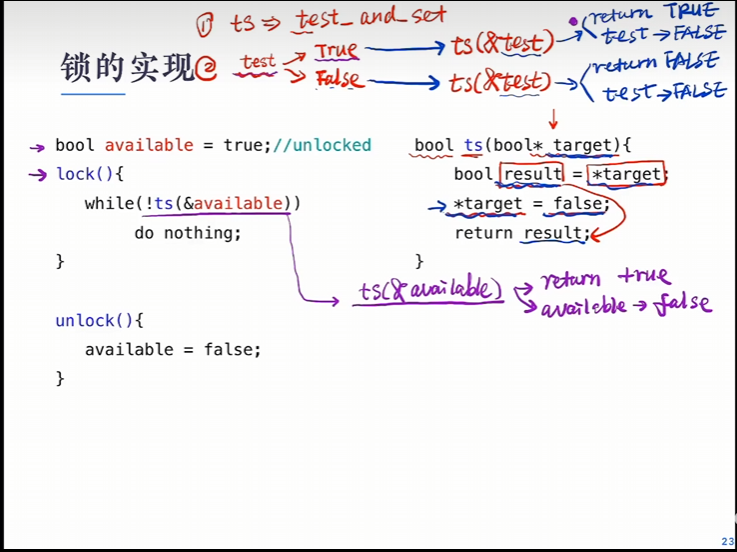 ① ts ⇒ test_and_set
锁的实现
② test → True → ts(&test) → return TRUE
test → FALSE
False → ts(&test) → return FALSE
test → FALSE
bool available = true;//unlocked
lock(){
while(!ts(&available))
do nothing;
}
unlock(){
available = false;
}
bool ts(bool* target){
bool result = *target;
*target = false;
return result;
}
ts(&available) → return true
available → false
23